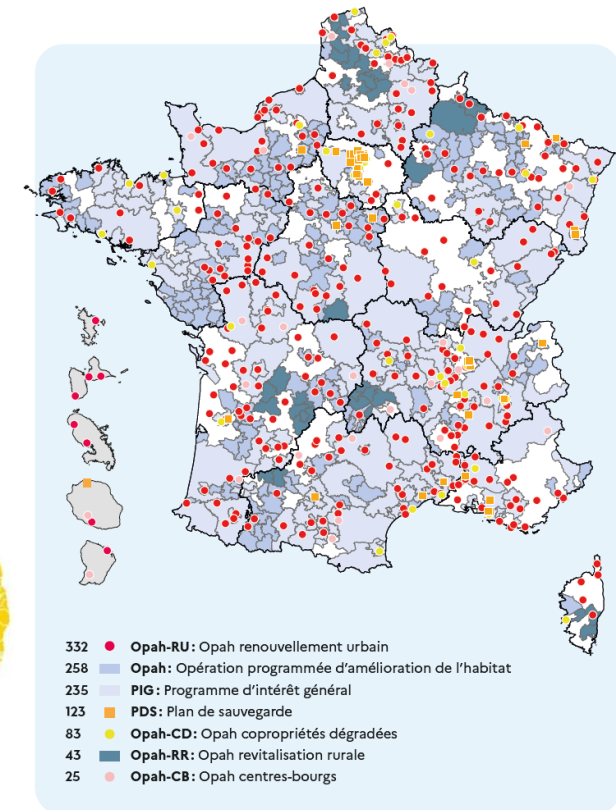 332 Opah-RU : Opah renouvellement urbain
258 Opah : Opération programmée d'amélioration de l'habitat
235 PIG : Programme d'intérêt général
123 PDS : Plan de sauvegarde
83 Opah-CD : Opah copropriétés dégradées
43 Opah-RR : Opah revitalisation rurale
25 Opah-CB : Opah centres-bourgs